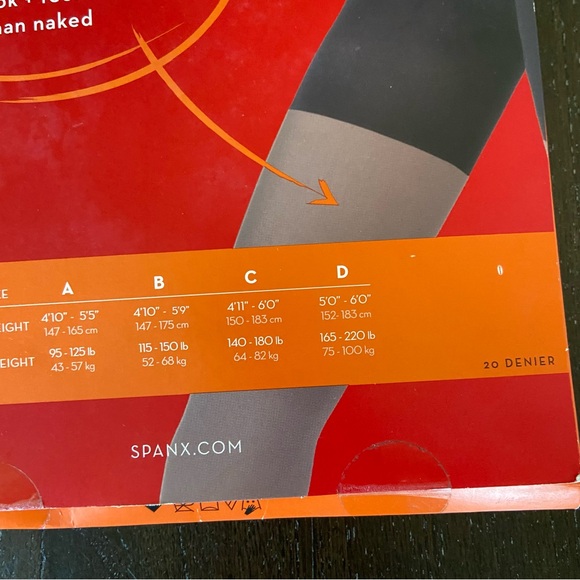 han naked
A B C D
EIGHT 4'10" - 5'5" 4'10" - 5'9" 4'11" - 6'0" 5'0" - 6'0"
147 - 165 cm 147 - 175 cm 150 - 183 cm 152 - 183 cm
EIGHT 95 - 125 lb 115 - 150 lb 140 - 180 lb 165 - 220 lb
43 - 57 kg 52 - 68 kg 64 - 82 kg 75 - 100 kg
20 DENIER
SPANX.COM